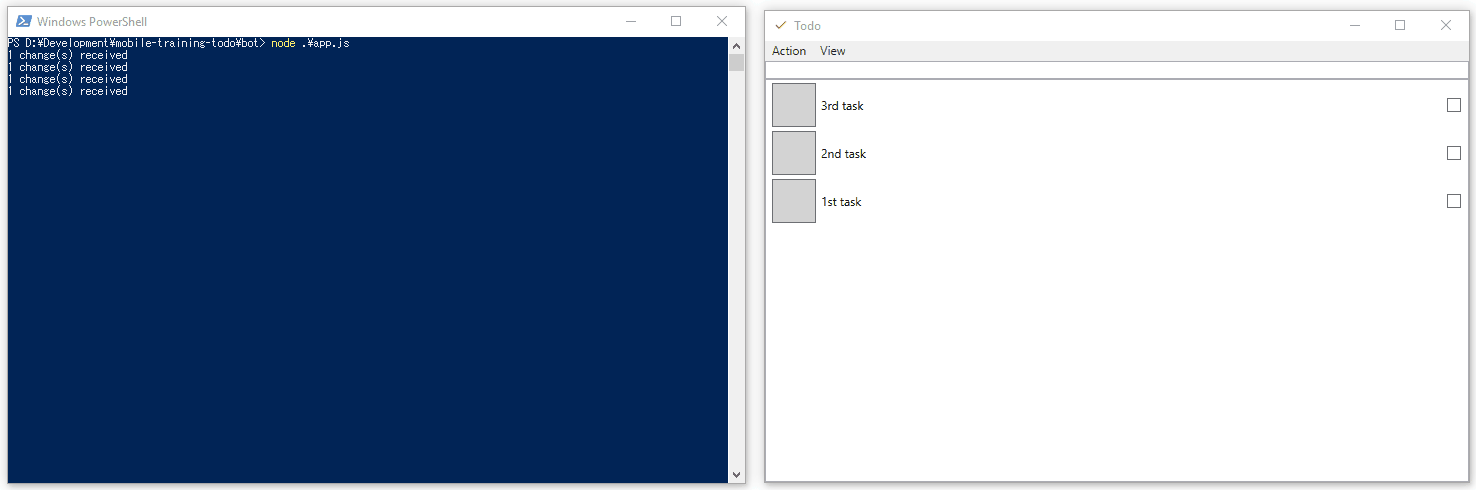 Windows PowerShell
PS D:¥Development¥mobile-training-todo¥bot> node .¥app.js
1 change(s) received
1 change(s) received
1 change(s) received
1 change(s) received
Todo
Action View
3rd task
2nd task
1st task